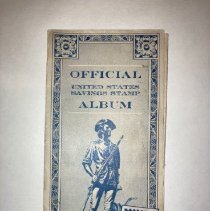 OFFICIAL
UNITED STATES
SAVINGS STAMP
ALBUM